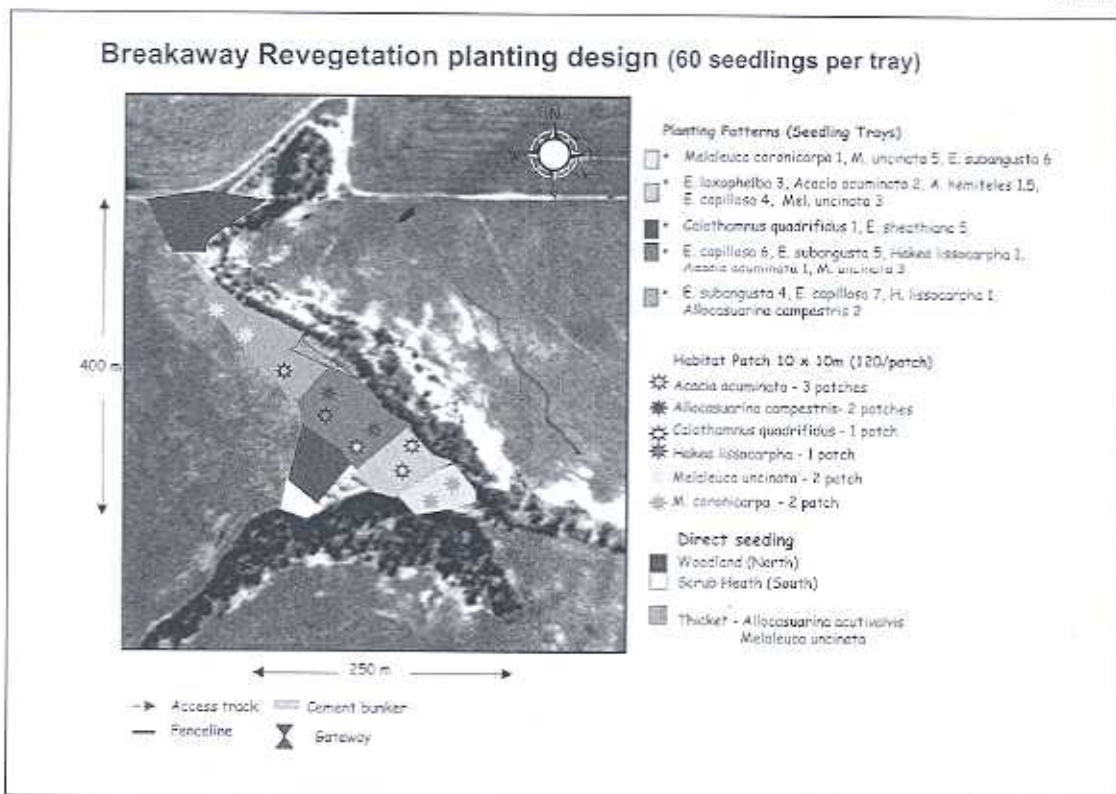 Breakaway Revegetation planting design (60 seedlings per tray)
N
Planting Patterns (Seedling Trays)
* Melaleuca coronicarpa 1, M. uncinata 5, E. subangusta 6
* E. loxophelba 3, Acacia acuminata 2, A. hemiteles 1.5,
E. capillosa 4, Mel. uncinata 3
* Calothamnus quadrifidus 1, E. sheathiana 5
* E. capillosa 6, E. subangusta 5, Hakea lissocarpha 1,
Acacia acuminata 1, M. uncinata 3
* E. subangusta 4, E. capillosa 7, H. lissocarpha 1,
Allocasuarina campestris 2
400 m
Habitat Patch 10 x 10m (120/patch)
Acacia acuminata - 3 patches
Allocasuarina campestris- 2 patches
Calothamnus quadrifidus - 1 patch
Hakea lissocarpha - 1 patch
Melaleuca uncinata - 2 patch
M. coronicarpa - 2 patch
Direct seeding
Woodland (North)
Scrub Heath (South)
Thicket - Allocasuarina acutivalvis
Melaleuca uncinata
250 m
Access track
Cement bunker
Fenceline
Gateway